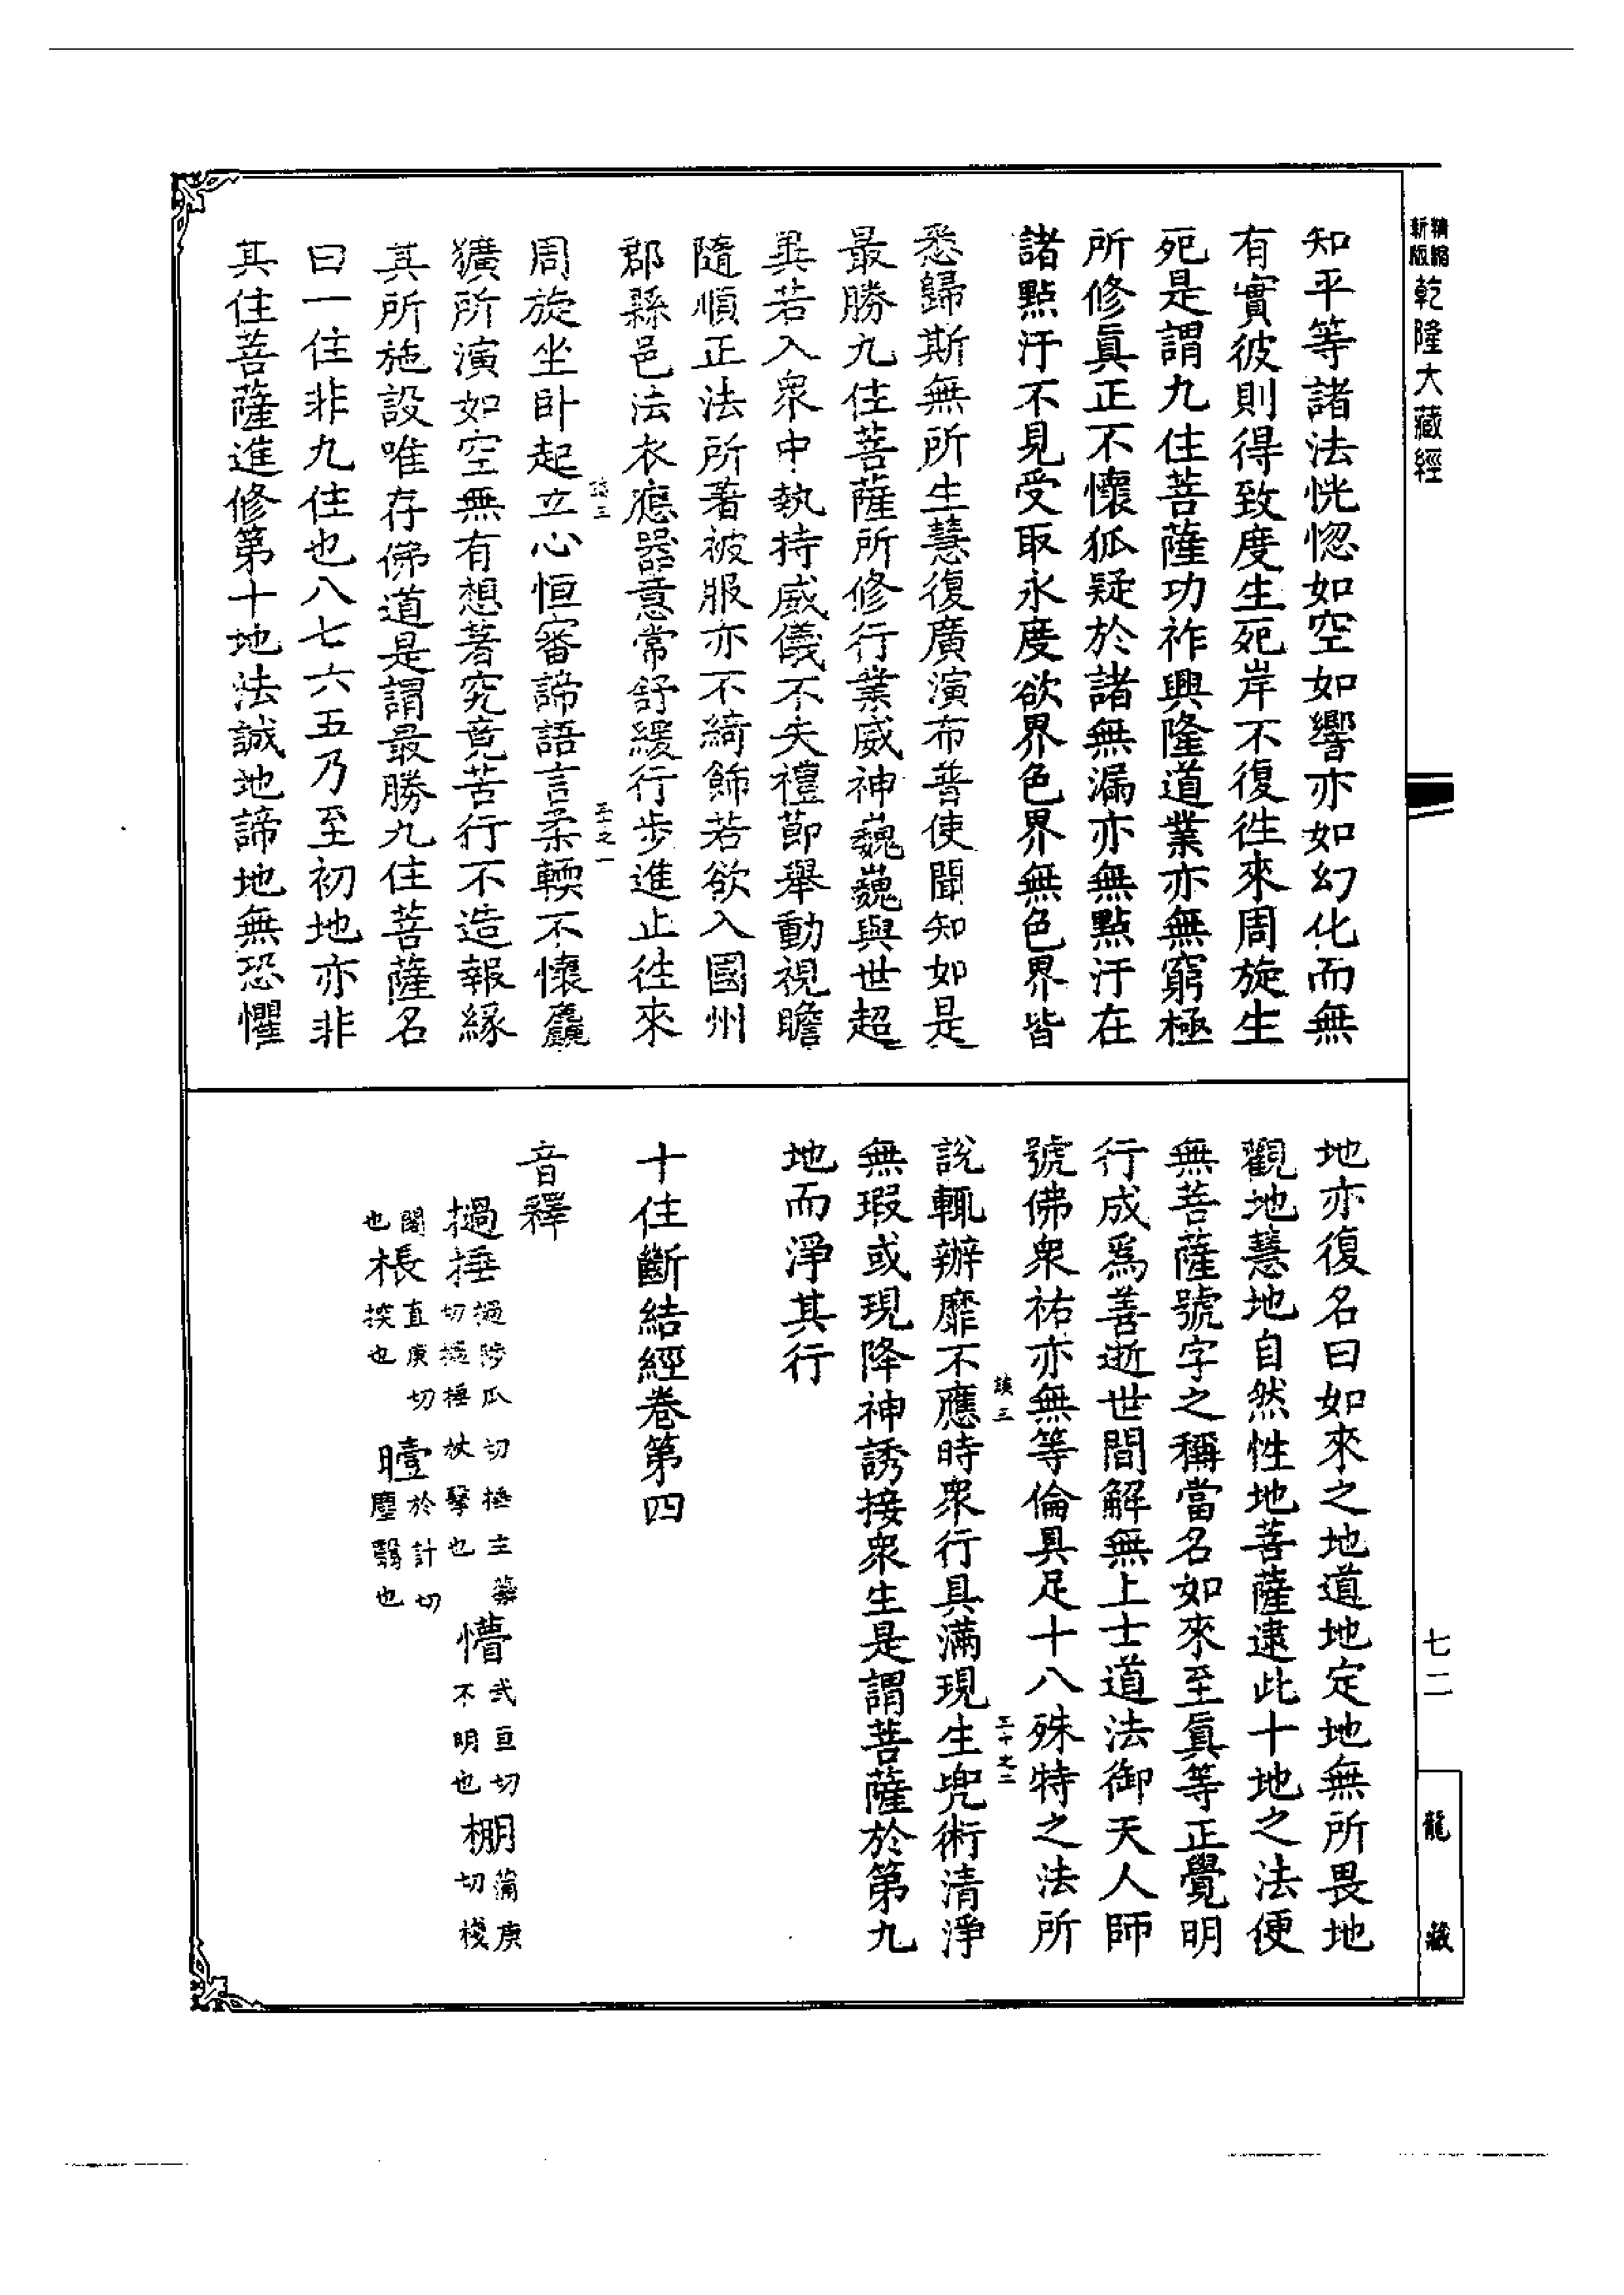 精縮新版乾隆大藏經
知平等諸法恍惚如空如響亦如幻化而無
有實彼則得致度生死岸不復往來周旋生
死是謂九住菩薩功祚興隆道業亦無窮極
所修真正不懷狐疑於諸無漏亦無點汙在
諸點汙不見受取永度欲界色界無色界皆
悉歸斯無所生慧復廣演布普使聞知如是
最勝九住菩薩所修行業威神巍巍與世超
異若入衆中執持威儀不失禮節舉動視瞻
隨順正法所著被服亦不綺飾若欲入國州
郡縣邑法衣應器意常舒緩行步進止往來
三
三十之一
周旋坐卧起立心恒審諦語言柔輭不懷麤
獷所演如空無有想著究竟苦行不造報緣
其所施設唯存佛道是謂最勝九住菩薩名
曰一住非九住也八七六五乃至初地亦非
其住菩薩進修第十地法誠地諦地無恐懼
地亦復名曰如來之地道地定地無所畏地
觀地慧地自然性地菩薩逮此十地之法便
無菩薩號字之稱當名如來至眞等正覺明
行成爲善逝世間解無上士道法御天人師
號佛衆祐亦無等倫具足十八殊特之法所
三
三十之二
說輒辦靡不應時衆行具滿現生兜術清淨
無瑕或現降神誘接衆生是謂菩薩於第九
地而淨其行
十住斷結經卷第四
音釋
撾捶撾陟瓜切捶主蘂切撾捶杖擊也懵武亘切不明也棚蒲庚切棧
閣也棖直庚切揬也曀於計切塵翳也
七二
龍藏